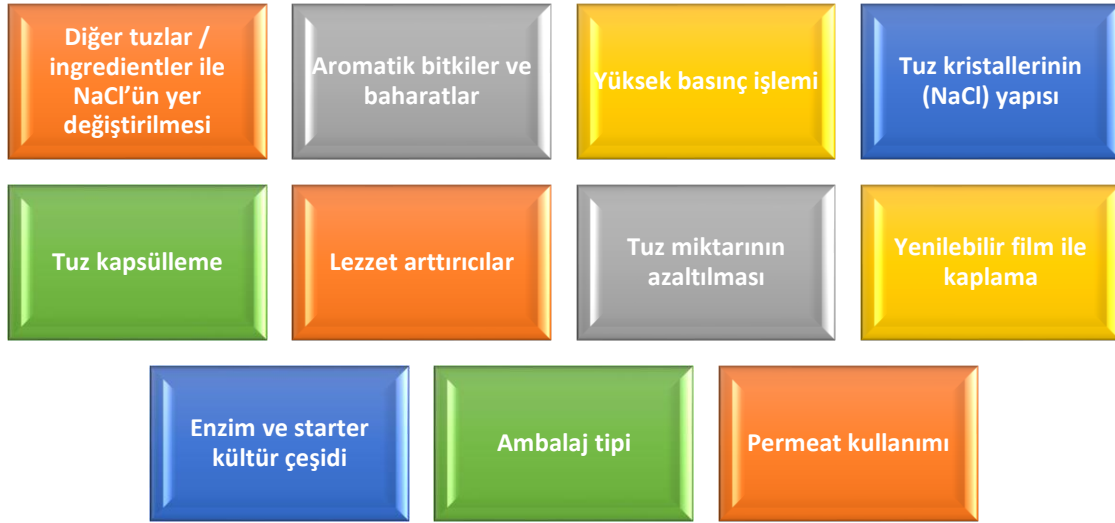 Diğer tuzlar /
ingredientler ile
NaCl’ün yer
değiştirilmesi
Aromatik bitkiler ve
baharatlar
Yüksek basınç işlemi
Tuz kristallerinin
(NaCl) yapısı
Tuz kapsülleme
Lezzet arttırıcılar
Tuz miktarının
azaltılması
Yenilebilir film ile
kaplama
Enzim ve starter
kültür çeşidi
Ambalaj tipi
Permeat kullanımı